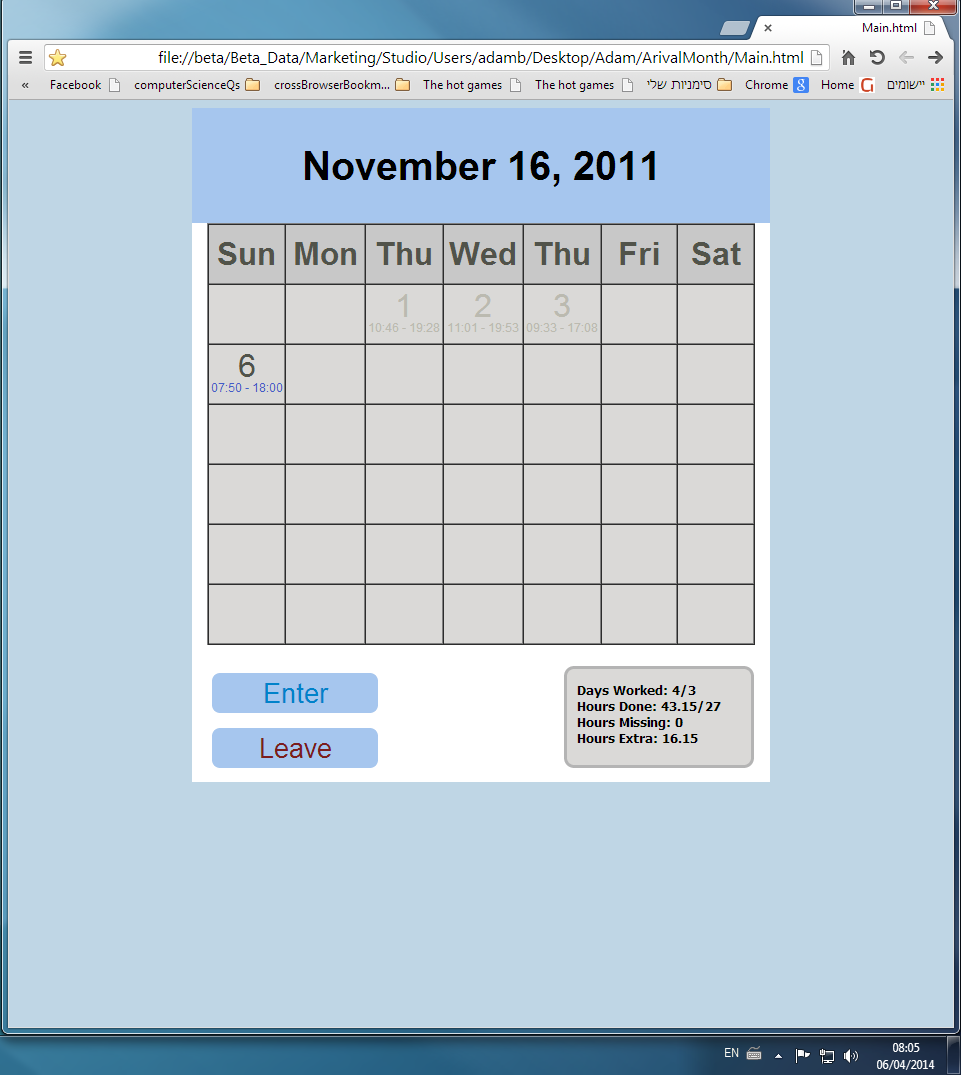 Main.html
file://beta/Beta_Data/Marketing/Studio/Users/adamb/Desktop/Adam/ArivalMonth/Main.html
« Facebook computerScienceQs crossBrowserBookm... The hot games The hot games סימניות שלי Chrome 8 Home G יישומים
November 16, 2011
Sun Mon Thu Wed Thu Fri Sat
1 2 3
10:46 - 19:28 11:01 - 19:53 09:33 - 17:08
6
07:50 - 18:00
Enter
Leave
Days Worked: 4/3
Hours Done: 43.15/27
Hours Missing: 0
Hours Extra: 16.15
EN 08:05
06/04/2014